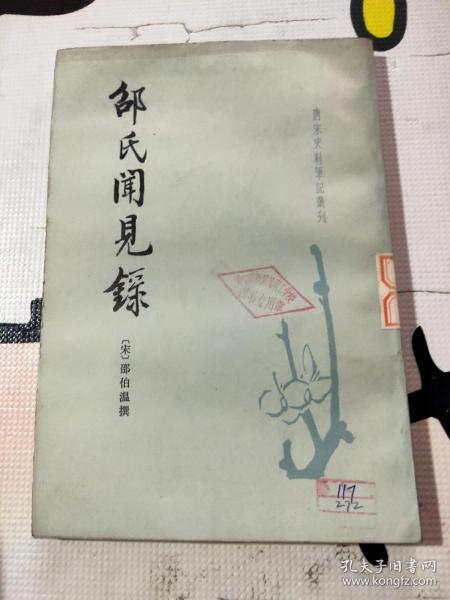 邵氏聞見錄
〔宋〕邵伯溫撰
唐宋史料筆記叢刊
117
272
孔夫子旧书网
www.kongfz.com